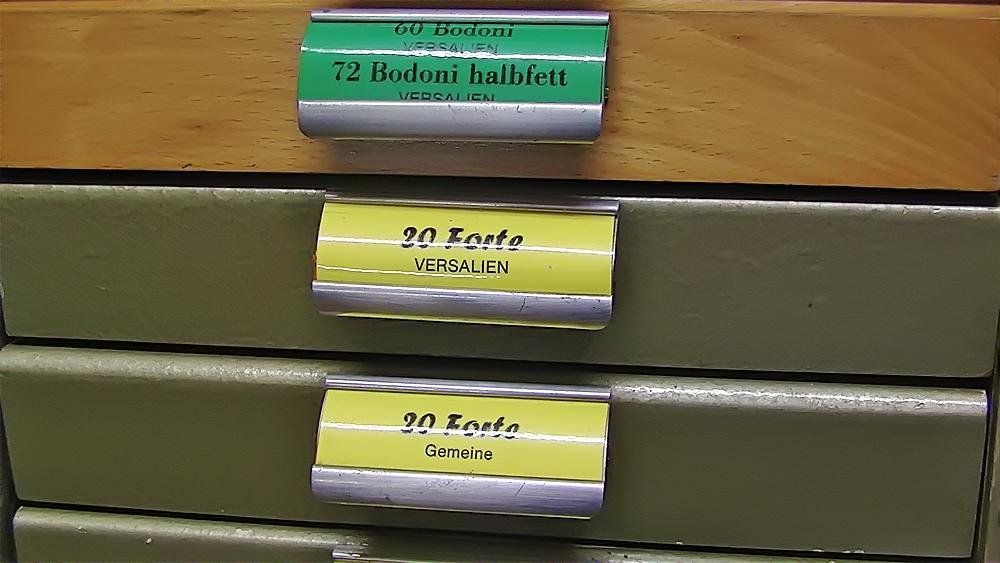 60 Bodoni
VERSALIEN
72 Bodoni halbfett
VERSALIEN
20 Forte
VERSALIEN
20 Forte
Gemeine